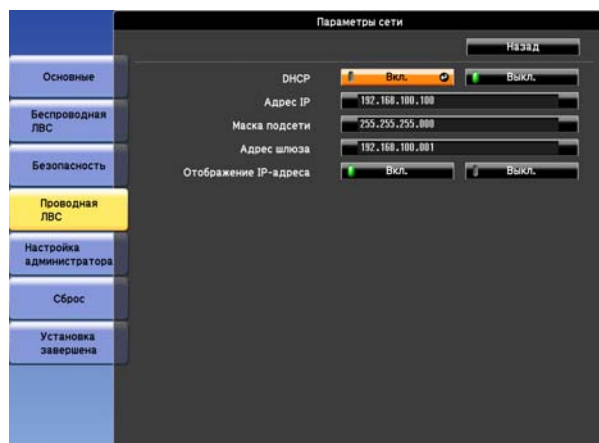 Параметры сети
Назад
Основные
Беспроводная
ЛВС
Безопасность
Проводная
ЛВС
Настройка
администратора
Сброс
Установка
завершена
DHCP Вкл. Выкл.
Адрес IP 192.168.100.100
Маска подсети 255.255.255.000
Адрес шлюза 192.168.100.001
Отображение IP-адреса Вкл. Выкл.